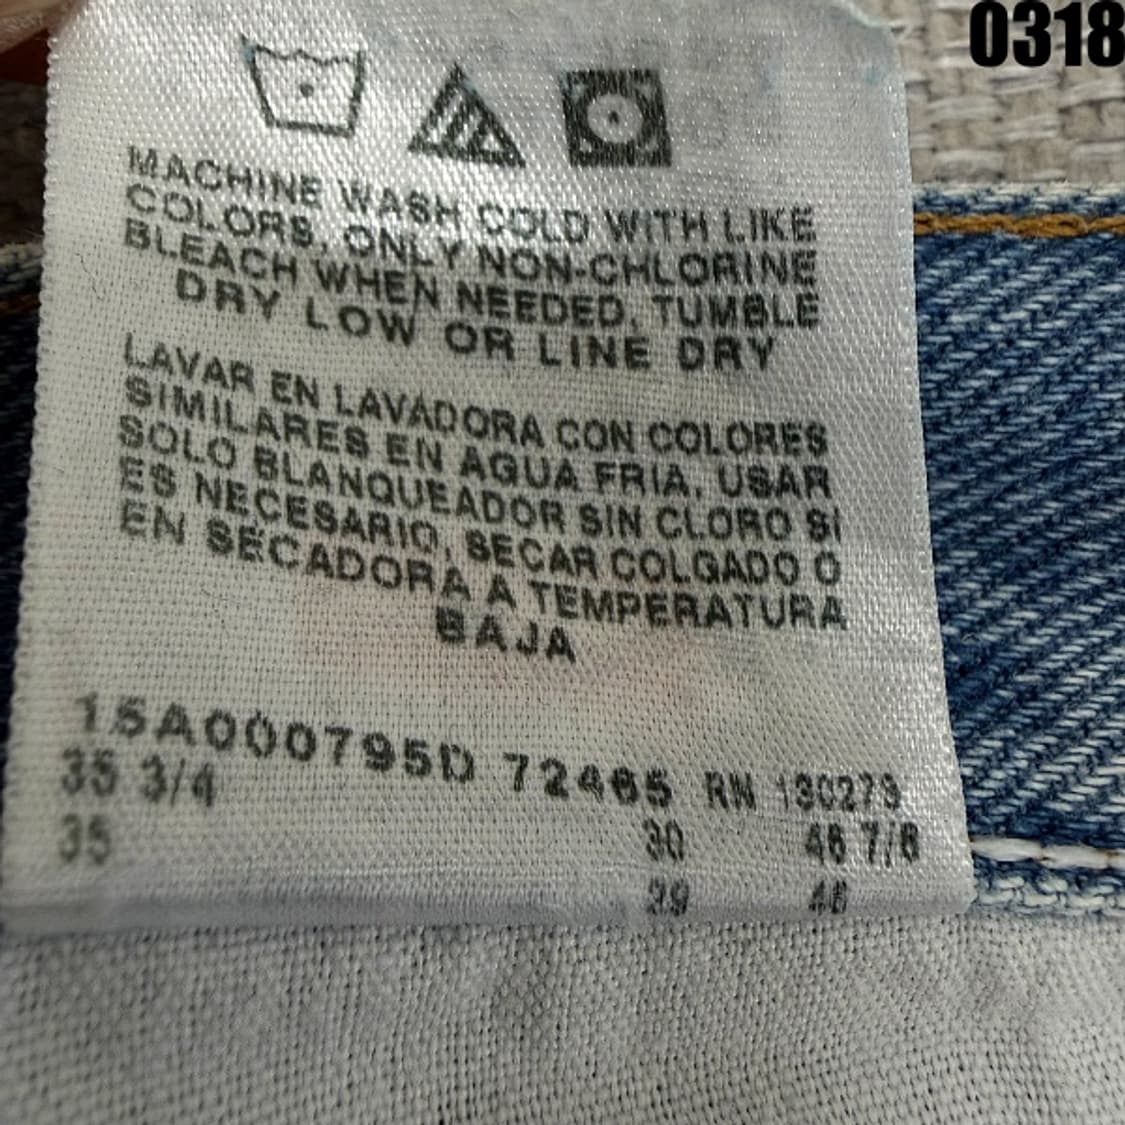 0318
MACHINE WASH COLD WITH LIKE
COLORS, ONLY NON-CHLORINE
BLEACH WHEN NEEDED, TUMBLE
DRY LOW OR LINE DRY
LAVAR EN LAVADORA CON COLORES
SIMILARES EN AGUA FRIA, USAR
SOLO BLANQUEADOR SIN CLORO SI
ES NECESARIO, SECAR COLGADO O
EN SECADORA A TEMPERATURA
BAJA
15A000795D 72465 RN 130273
35 3/4 30 46 7/8
35 29 46